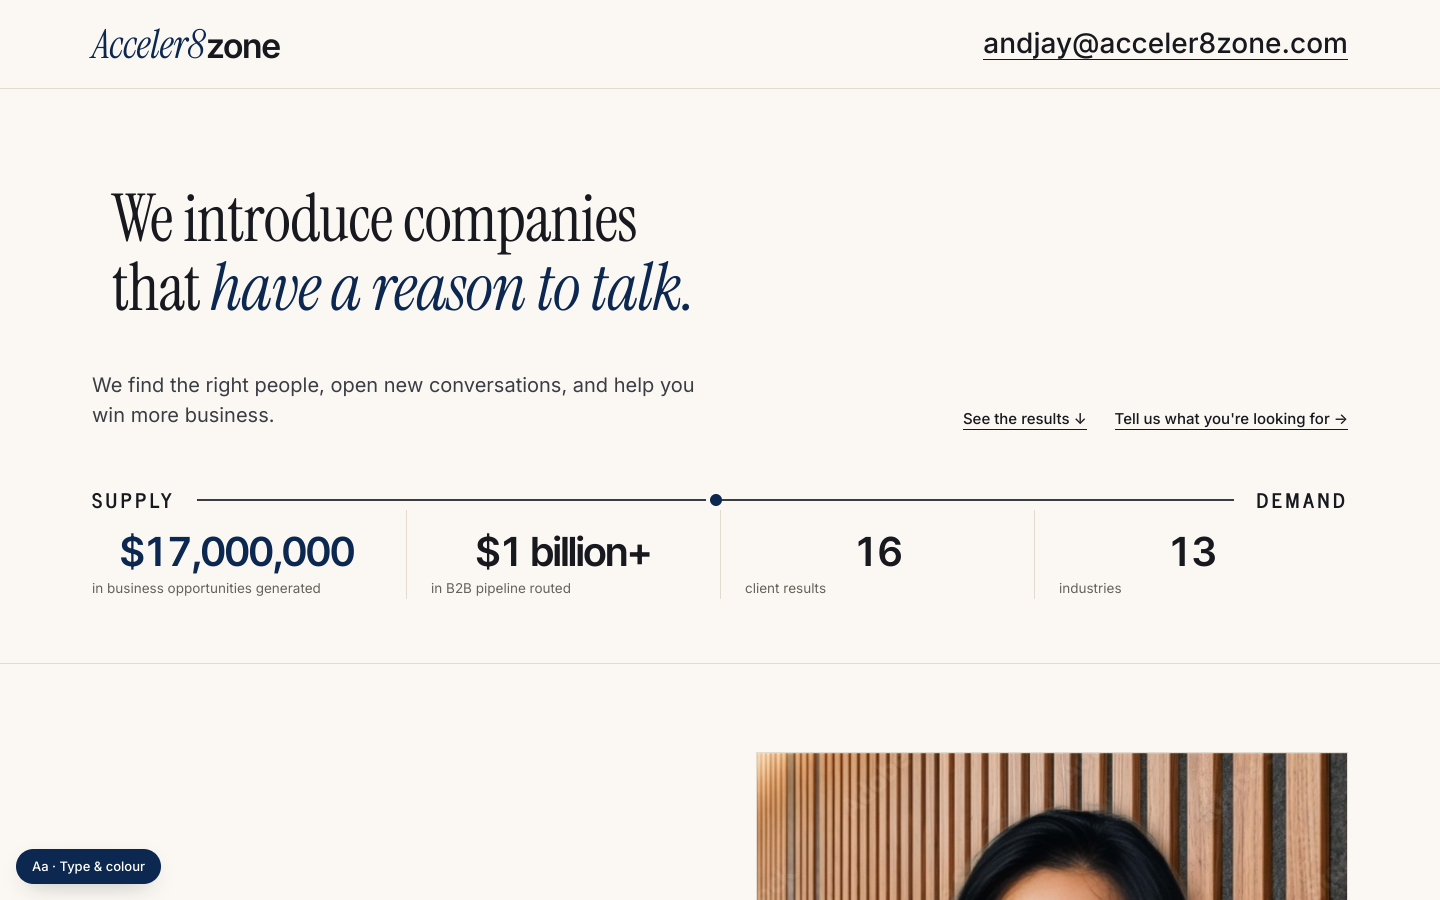 Acceler8zone
andjay@acceler8zone.com
We introduce companies
that have a reason to talk.
We find the right people, open new conversations, and help you
win more business.
See the results ↓
Tell us what you're looking for →
SUPPLY
DEMAND
$17,000,000
in business opportunities generated
$1 billion+
in B2B pipeline routed
16
client results
13
industries
Aa · Type & colour